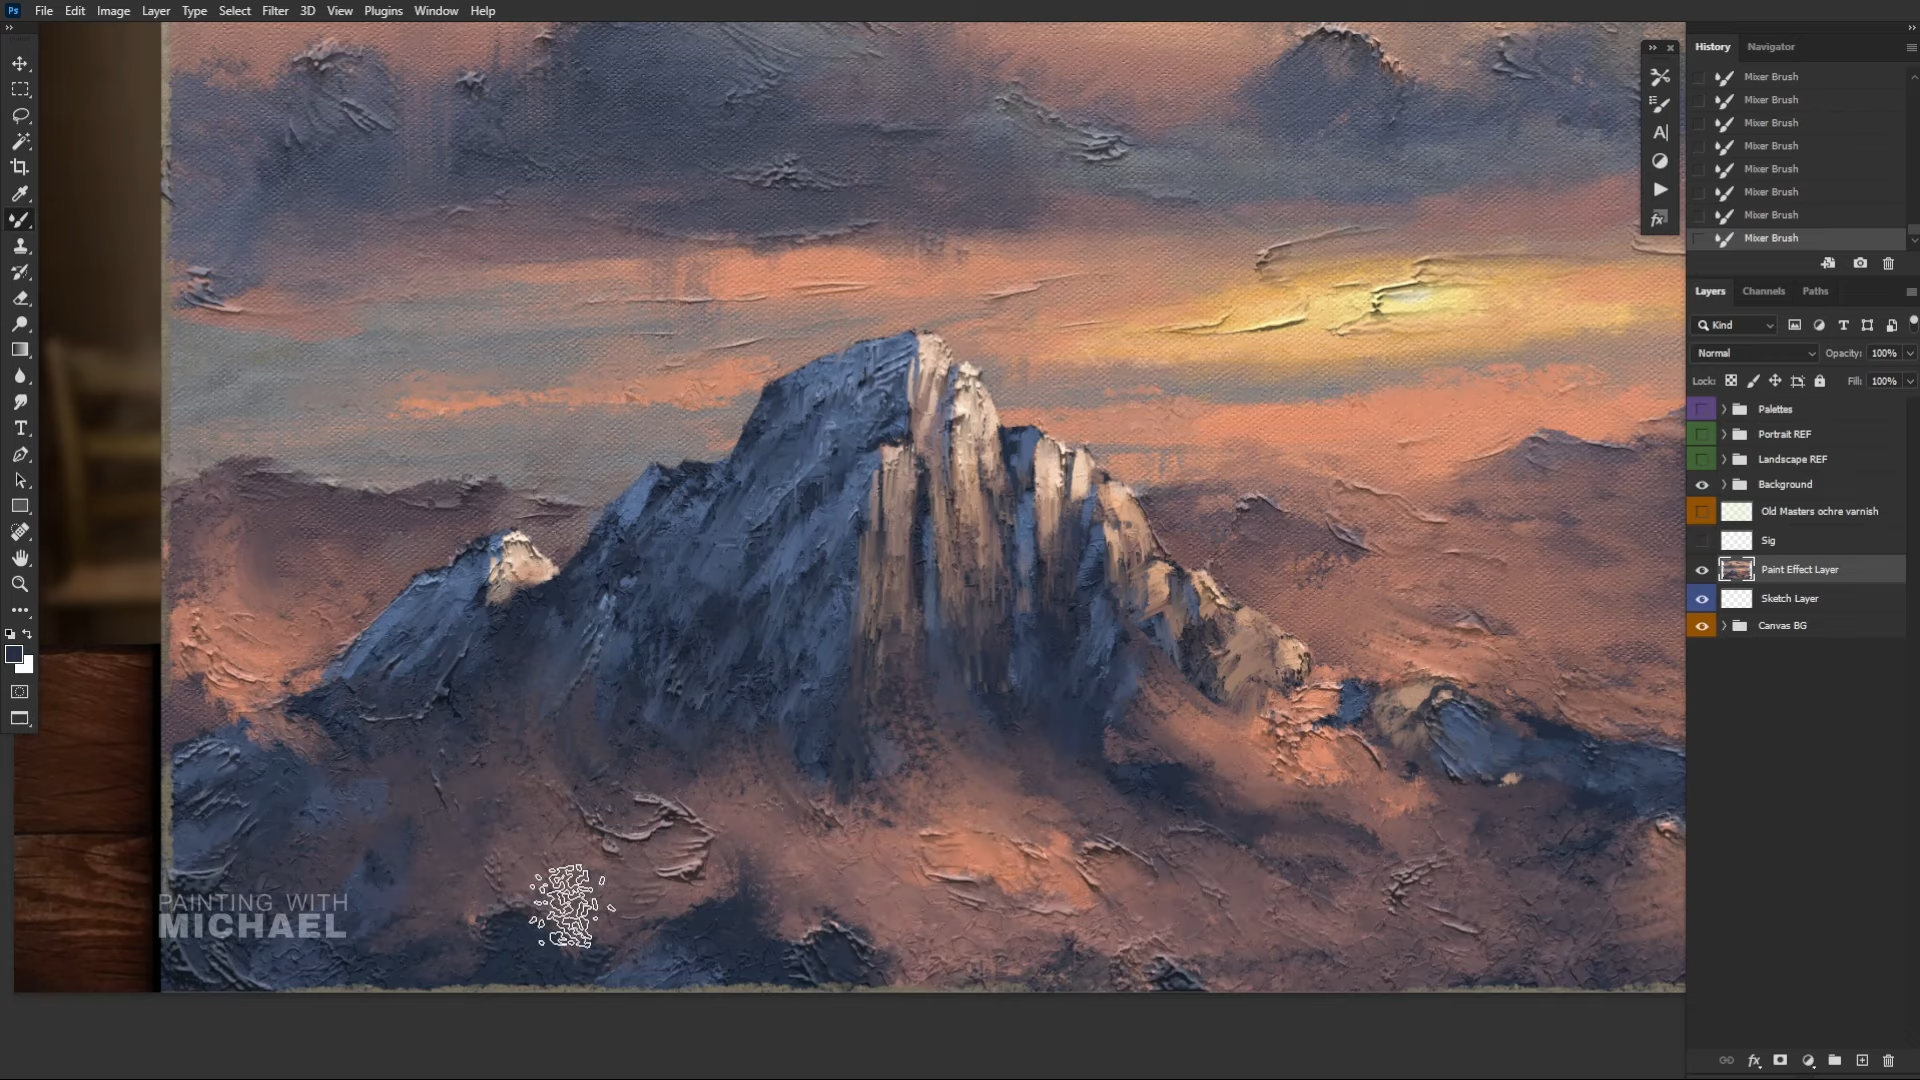 Ps File Edit Image Layer Type Select Filter 3D View Plugins Window Help
History Navigator
Mixer Brush
Mixer Brush
Mixer Brush
Mixer Brush
Mixer Brush
Mixer Brush
Mixer Brush
Mixer Brush
Layers Channels Paths
Kind
Normal Opacity: 100%
Lock: Fill: 100%
Palettes
Portrait REF
Landscape REF
Background
Old Masters ochre varnish
Sig
Paint Effect Layer
Sketch Layer
Canvas BG
PAINTING WITH
MICHAEL